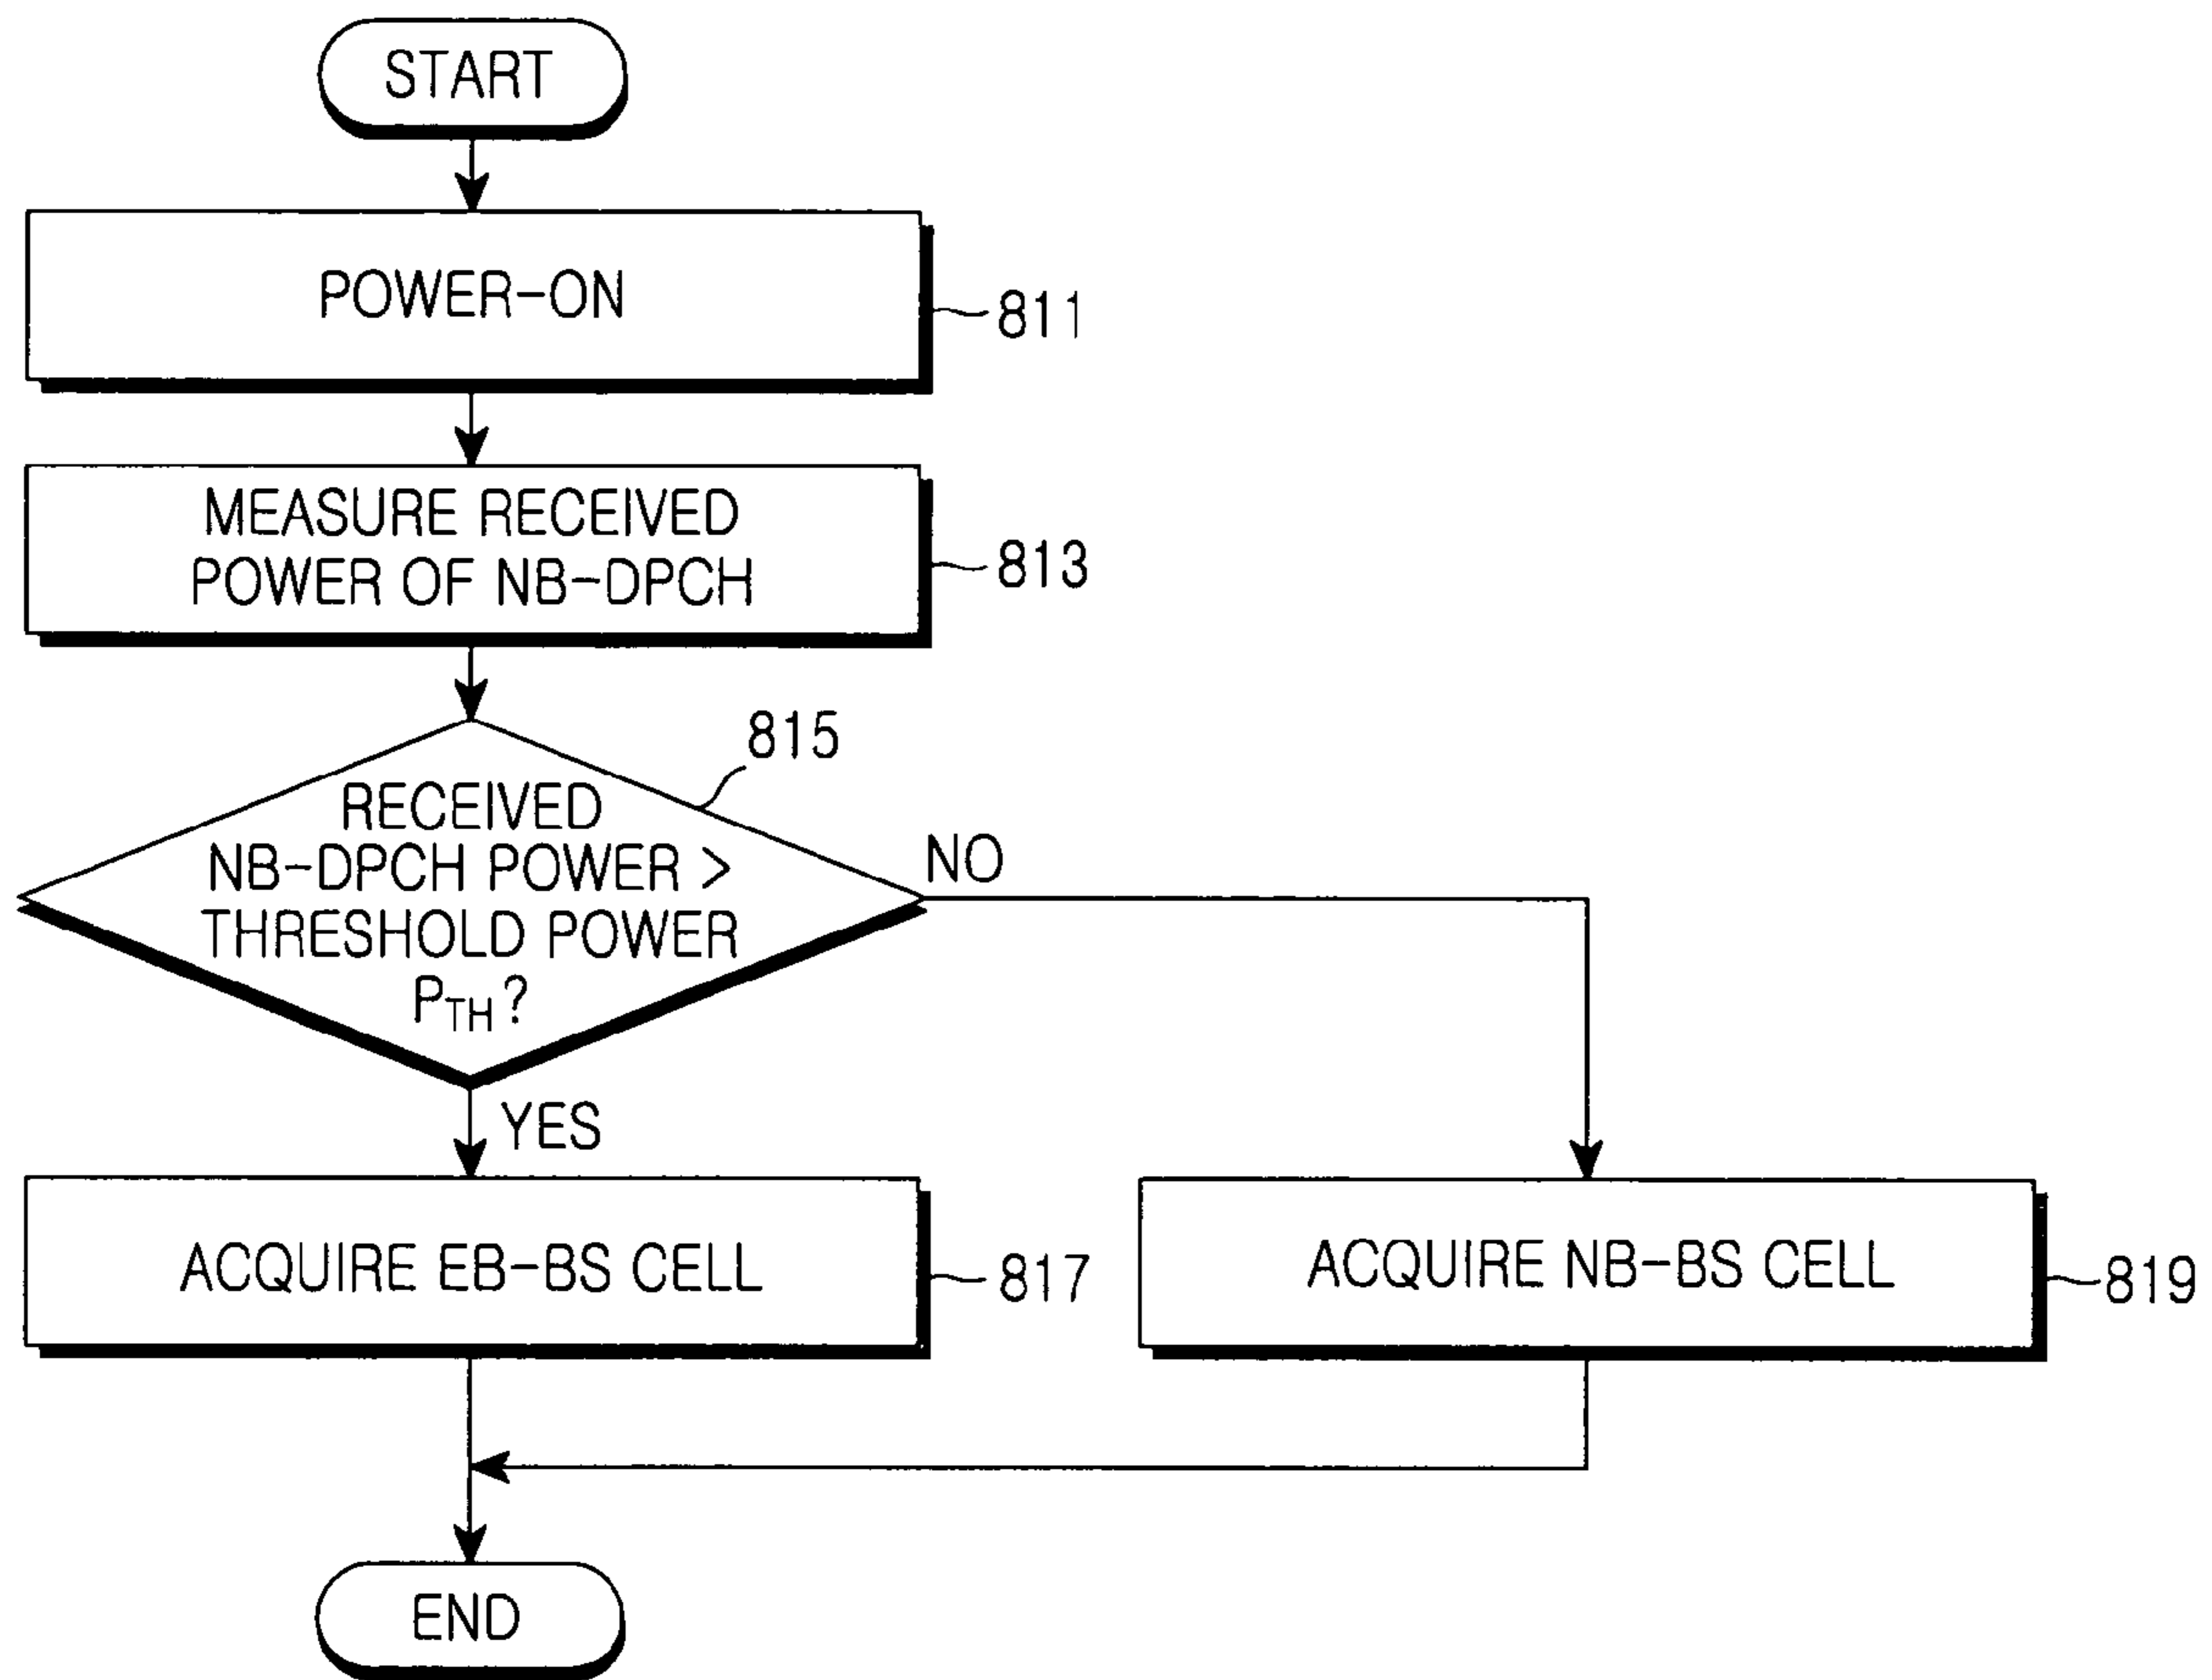 START
POWER-ON
811
MEASURE RECEIVED
POWER OF NB-DPCH
813
815
RECEIVED
NB-DPCH POWER >
THRESHOLD POWER
PTH?
NO
YES
ACQUIRE EB-BS CELL
817
ACQUIRE NB-BS CELL
819
END